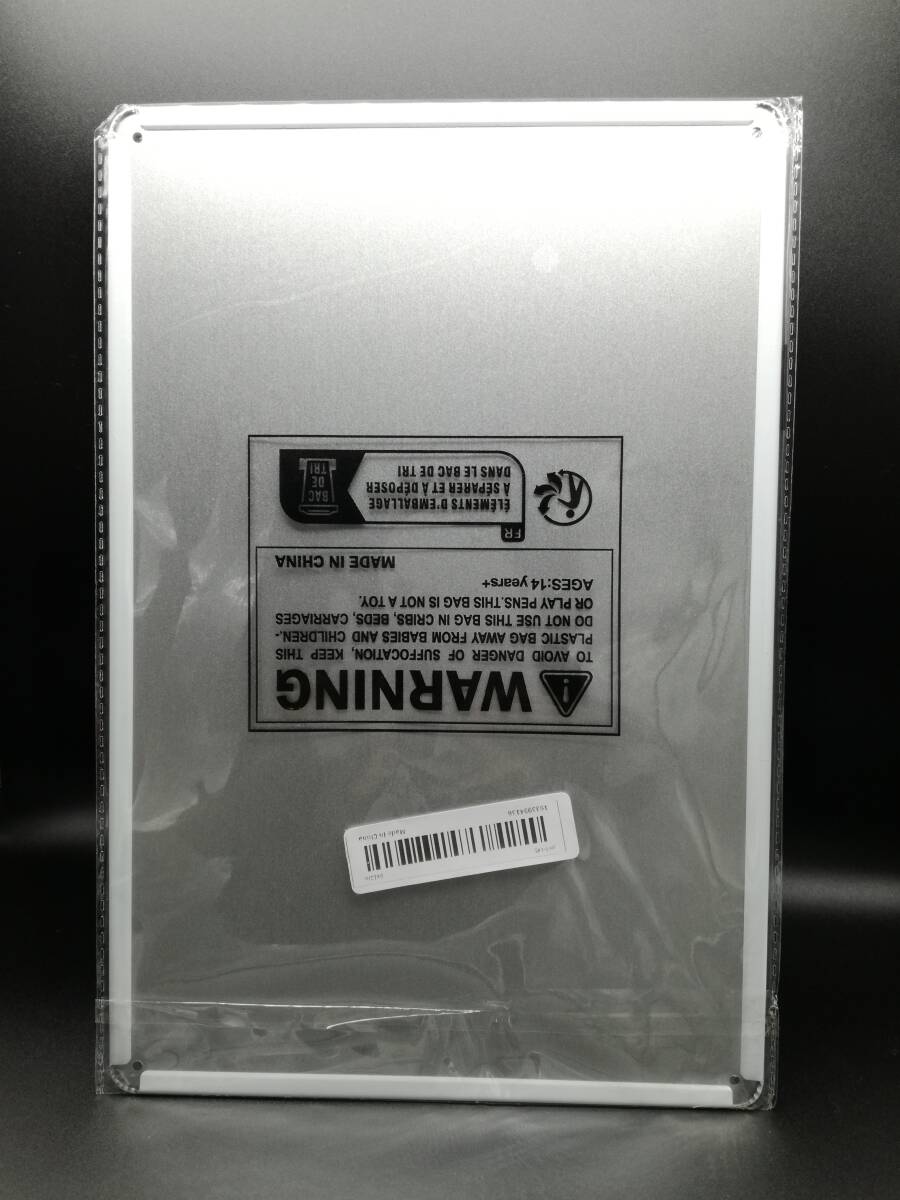 WARNING
TO AVOID DANGER OF SUFFOCATION, KEEP THIS
PLASTIC BAG AWAY FROM BABIES AND CHILDREN-
DO NOT USE THIS BAG IN CRIBS, BEDS, CARRIAGES
OR PLAY PENS.THIS BAG IS NOT A TOY.
AGES:14 years+
MADE IN CHINA
FR
ÉLÉMENTS D'EMBALLAGE
À SÉPARER ET À DÉPOSER
DANS LE BAC DE TRI
BAC
DE
TRI
Made In China